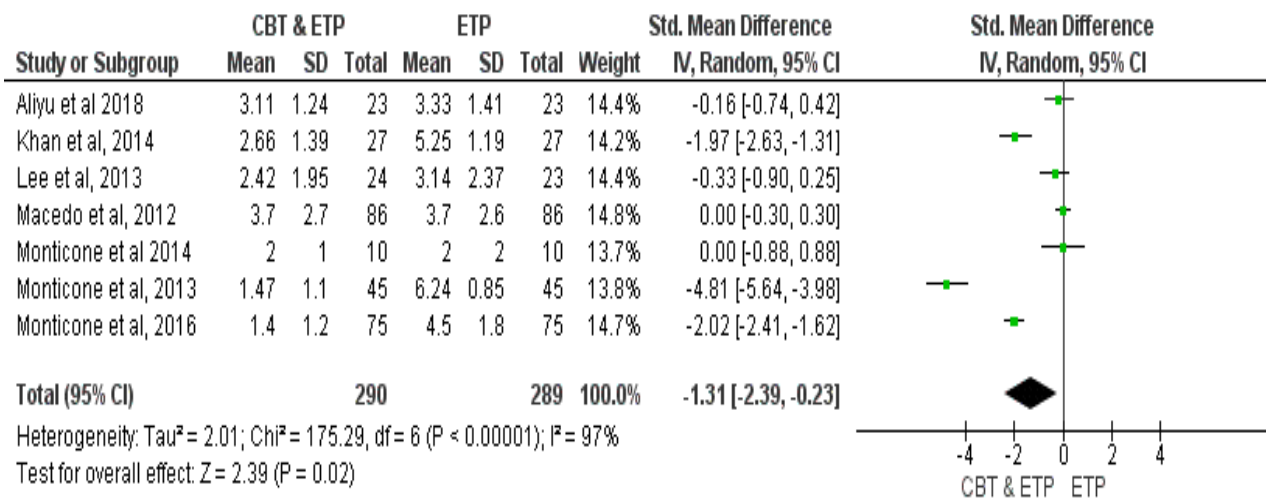 CBT & ETP ETP Std. Mean Difference Std. Mean Difference
Study or Subgroup Mean SD Total Mean SD Total Weight IV, Random, 95% CI IV, Random, 95% CI
Aliyu et al 2018 3.11 1.24 23 3.33 1.41 23 14.4% -0.16 [-0.74, 0.42]
Khan et al, 2014 2.66 1.39 27 5.25 1.19 27 14.2% -1.97 [-2.63, -1.31]
Lee et al, 2013 2.42 1.95 24 3.14 2.37 23 14.4% -0.33 [-0.90, 0.25]
Macedo et al, 2012 3.7 2.7 86 3.7 2.6 86 14.8% 0.00 [-0.30, 0.30]
Monticone et al 2014 2 1 10 2 2 10 13.7% 0.00 [-0.88, 0.88]
Monticone et al, 2013 1.47 1.1 45 6.24 0.85 45 13.8% -4.81 [-5.64, -3.98]
Monticone et al, 2016 1.4 1.2 75 4.5 1.8 75 14.7% -2.02 [-2.41, -1.62]
Total (95% CI) 290 289 100.0% -1.31 [-2.39, -0.23]
Heterogeneity: Tau² = 2.01; Chi² = 175.29, df = 6 (P < 0.00001); I² = 97%
Test for overall effect: Z = 2.39 (P = 0.02)
-4 -2 0 2 4
CBT & ETP ETP